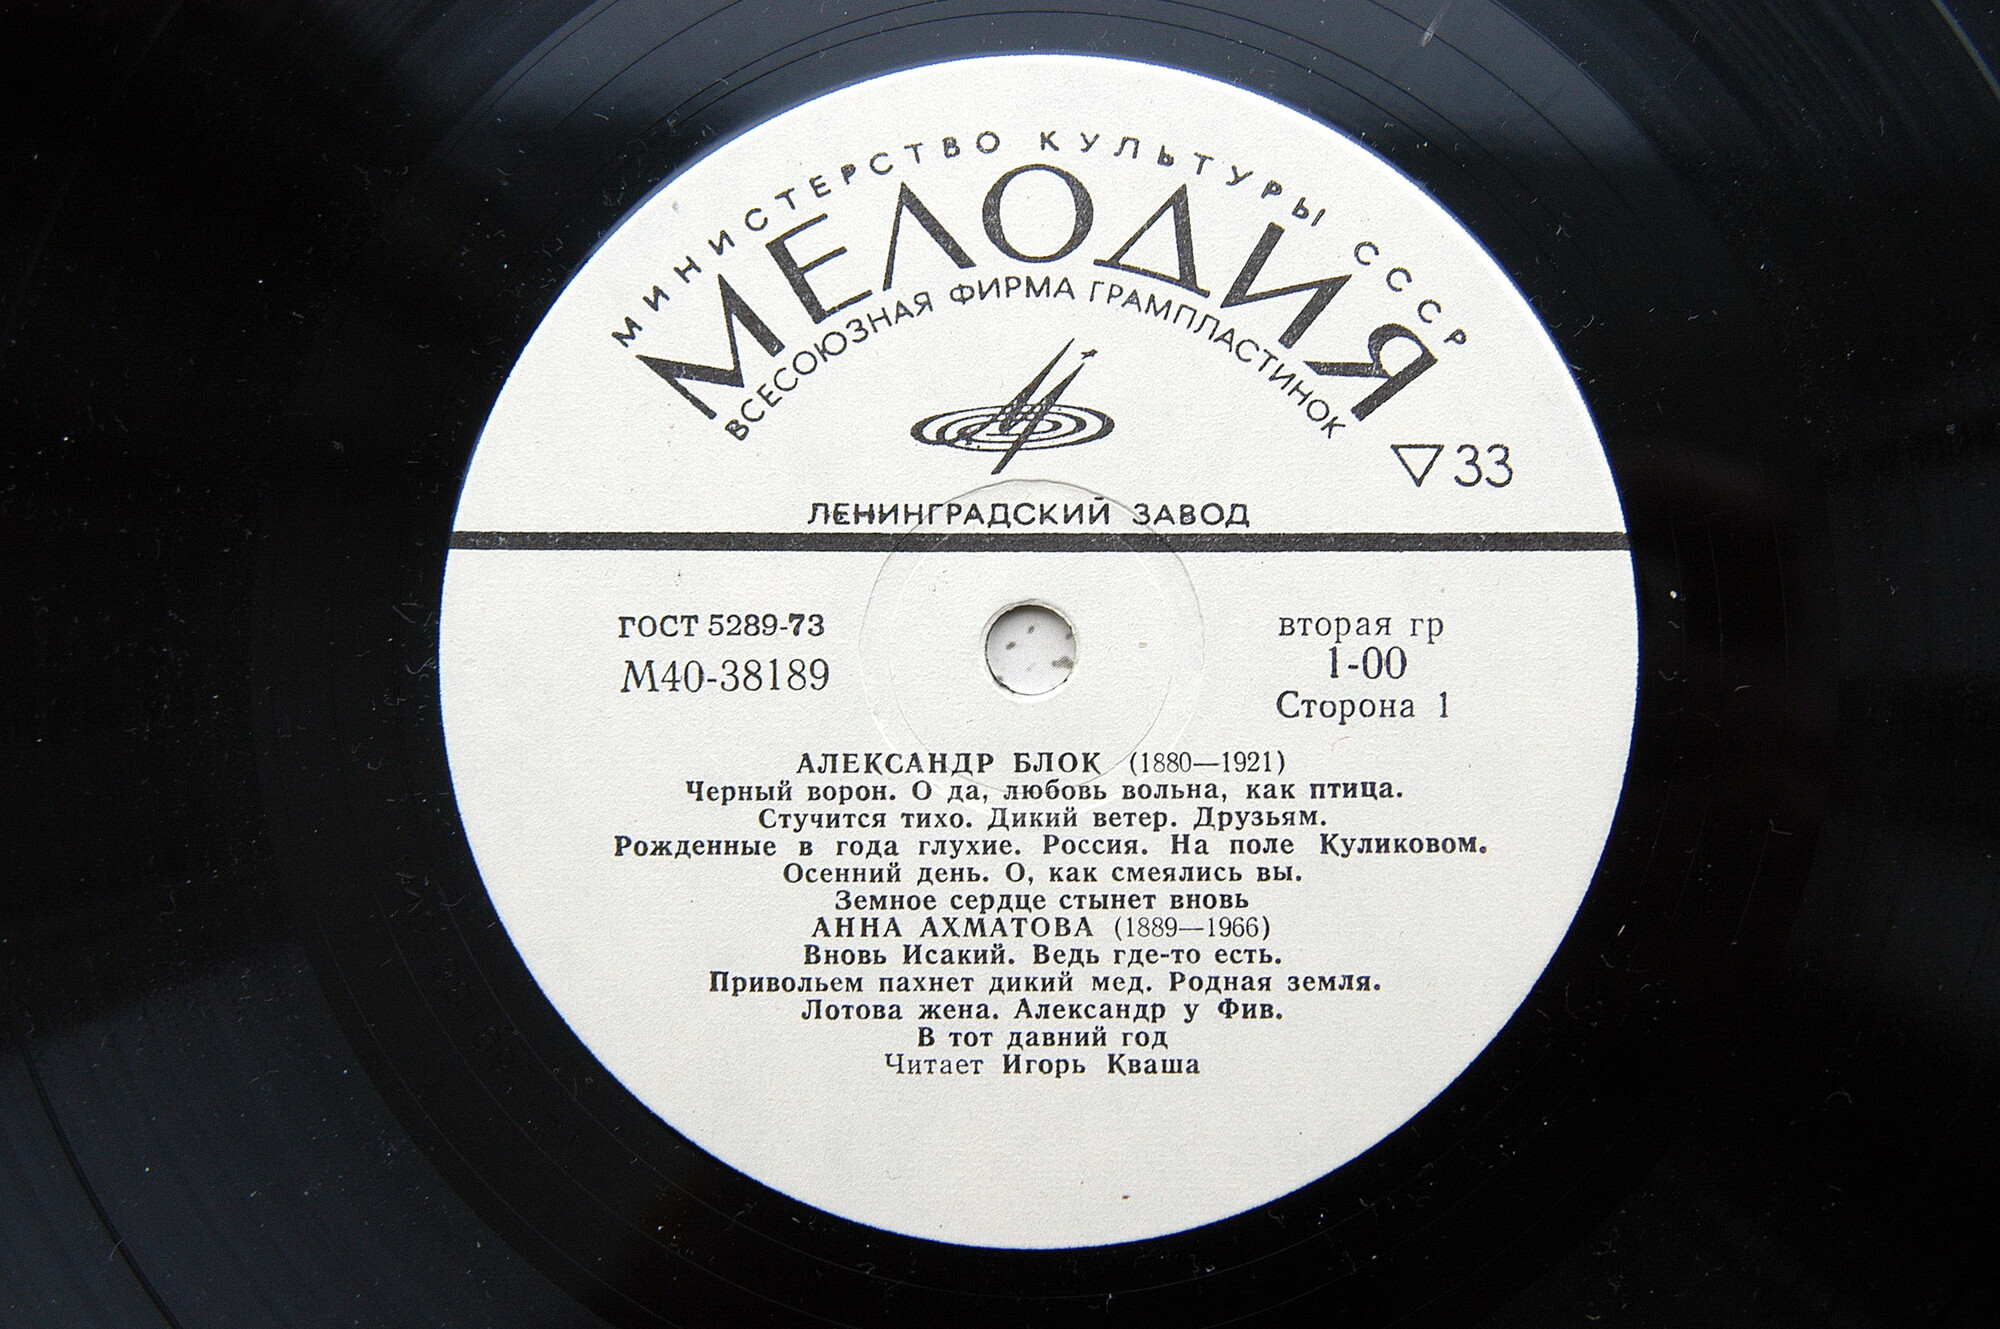 МИНИСТЕРСТВО КУЛЬТУРЫ СССР
МЕЛОДИЯ
ВСЕСОЮЗНАЯ ФИРМА ГРАМПЛАСТИНОК
▽33
ЛЕНИНГРАДСКИЙ ЗАВОД
ГОСТ 5289-73
М40-38189
вторая гр
1-00
Сторона 1
АЛЕКСАНДР БЛОК (1880—1921)
Черный ворон. О да, любовь вольна, как птица.
Стучится тихо. Дикий ветер. Друзьям.
Рожденные в года глухие. Россия. На поле Куликовом.
Осенний день. О, как смеялись вы.
Земное сердце стынет вновь
АННА АХМАТОВА (1889—1966)
Вновь Исакий. Ведь где-то есть.
Привольем пахнет дикий мед. Родная земля.
Лотова жена. Александр у Фив.
В тот давний год
Читает Игорь Кваша